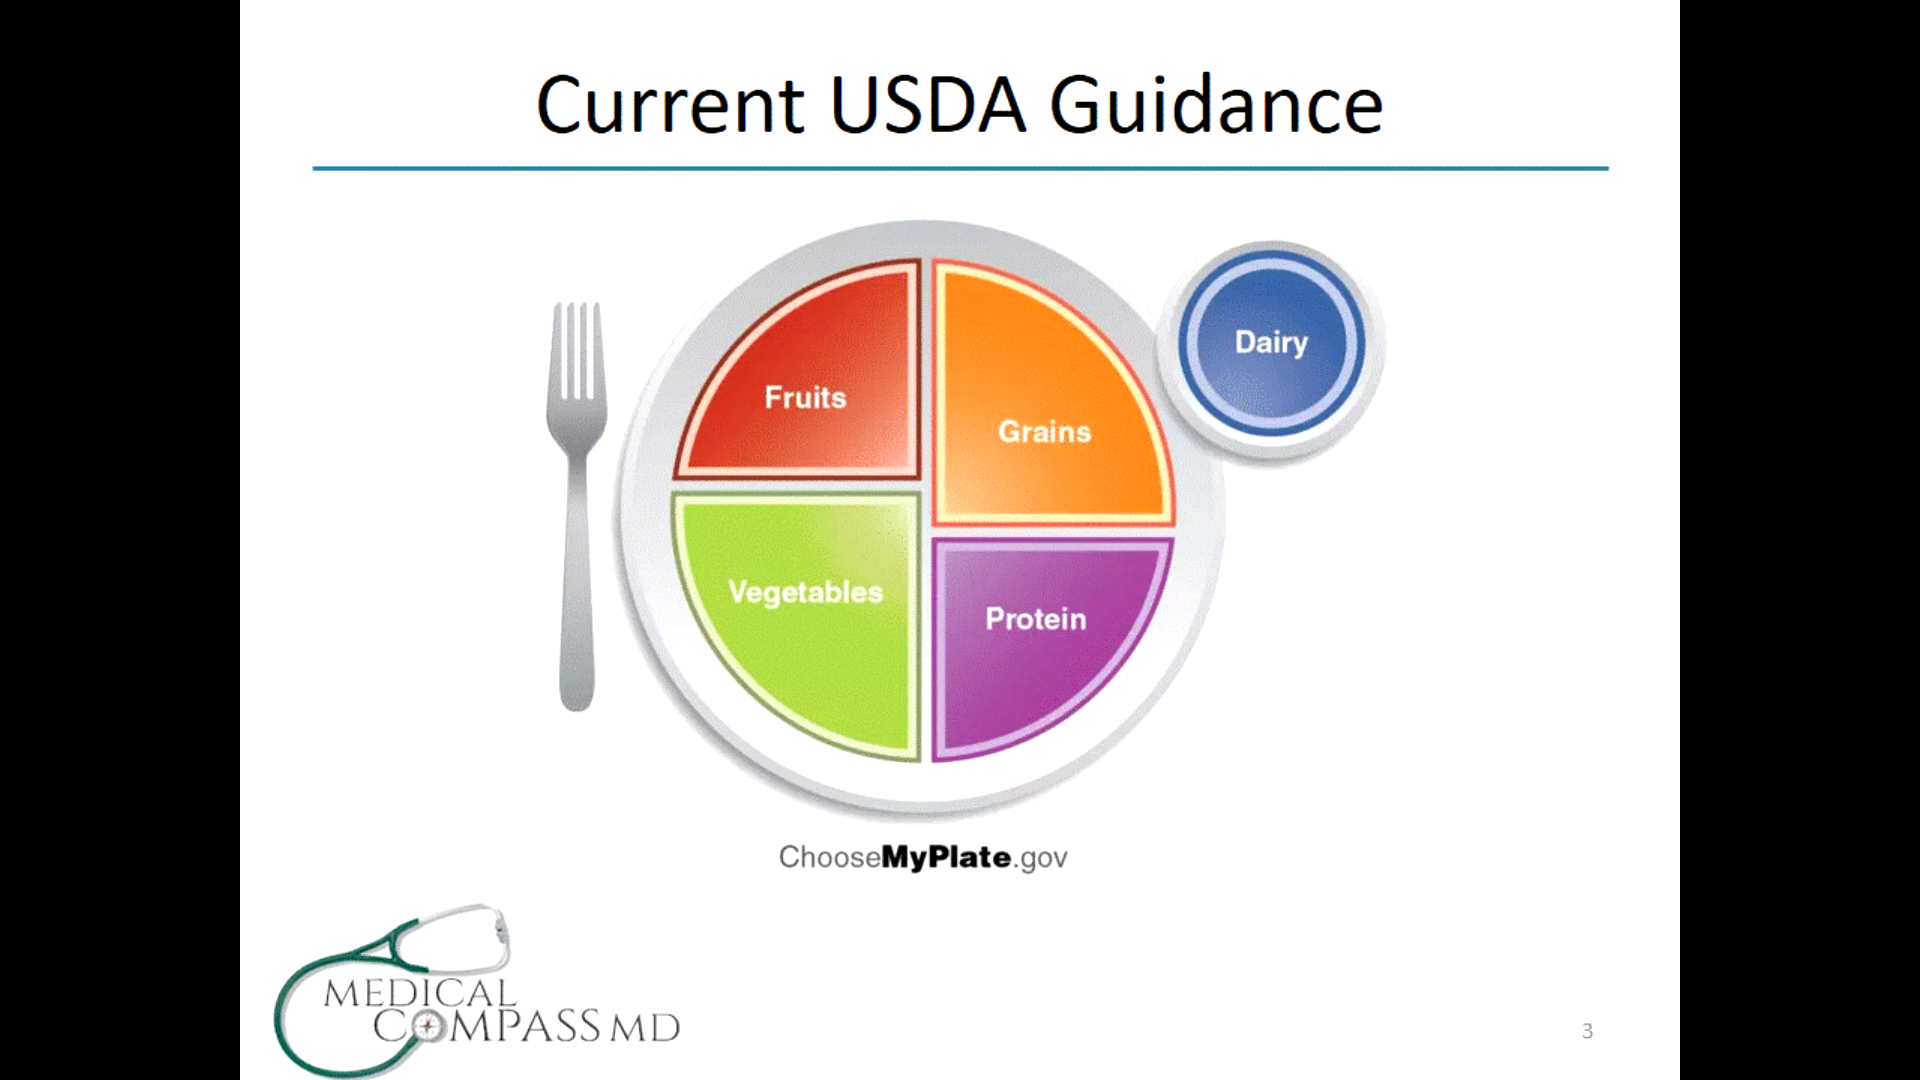 Current USDA Guidance
Fruits
Grains
Dairy
Vegetables
Protein
ChooseMyPlate.gov
MEDICAL
COMPASS MD
3